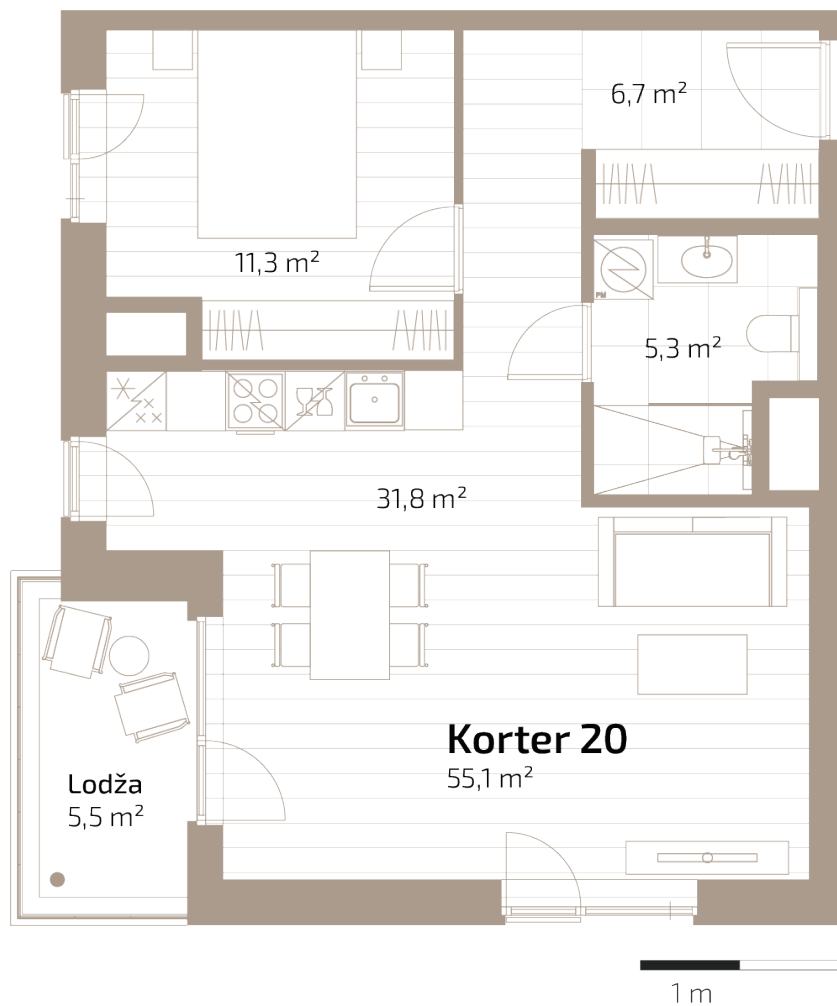 6,7 m²
11,3 m²
PM
5,3 m²
31,8 m²
Korter 20
55,1 m²
Lodža
5,5 m²
1 m